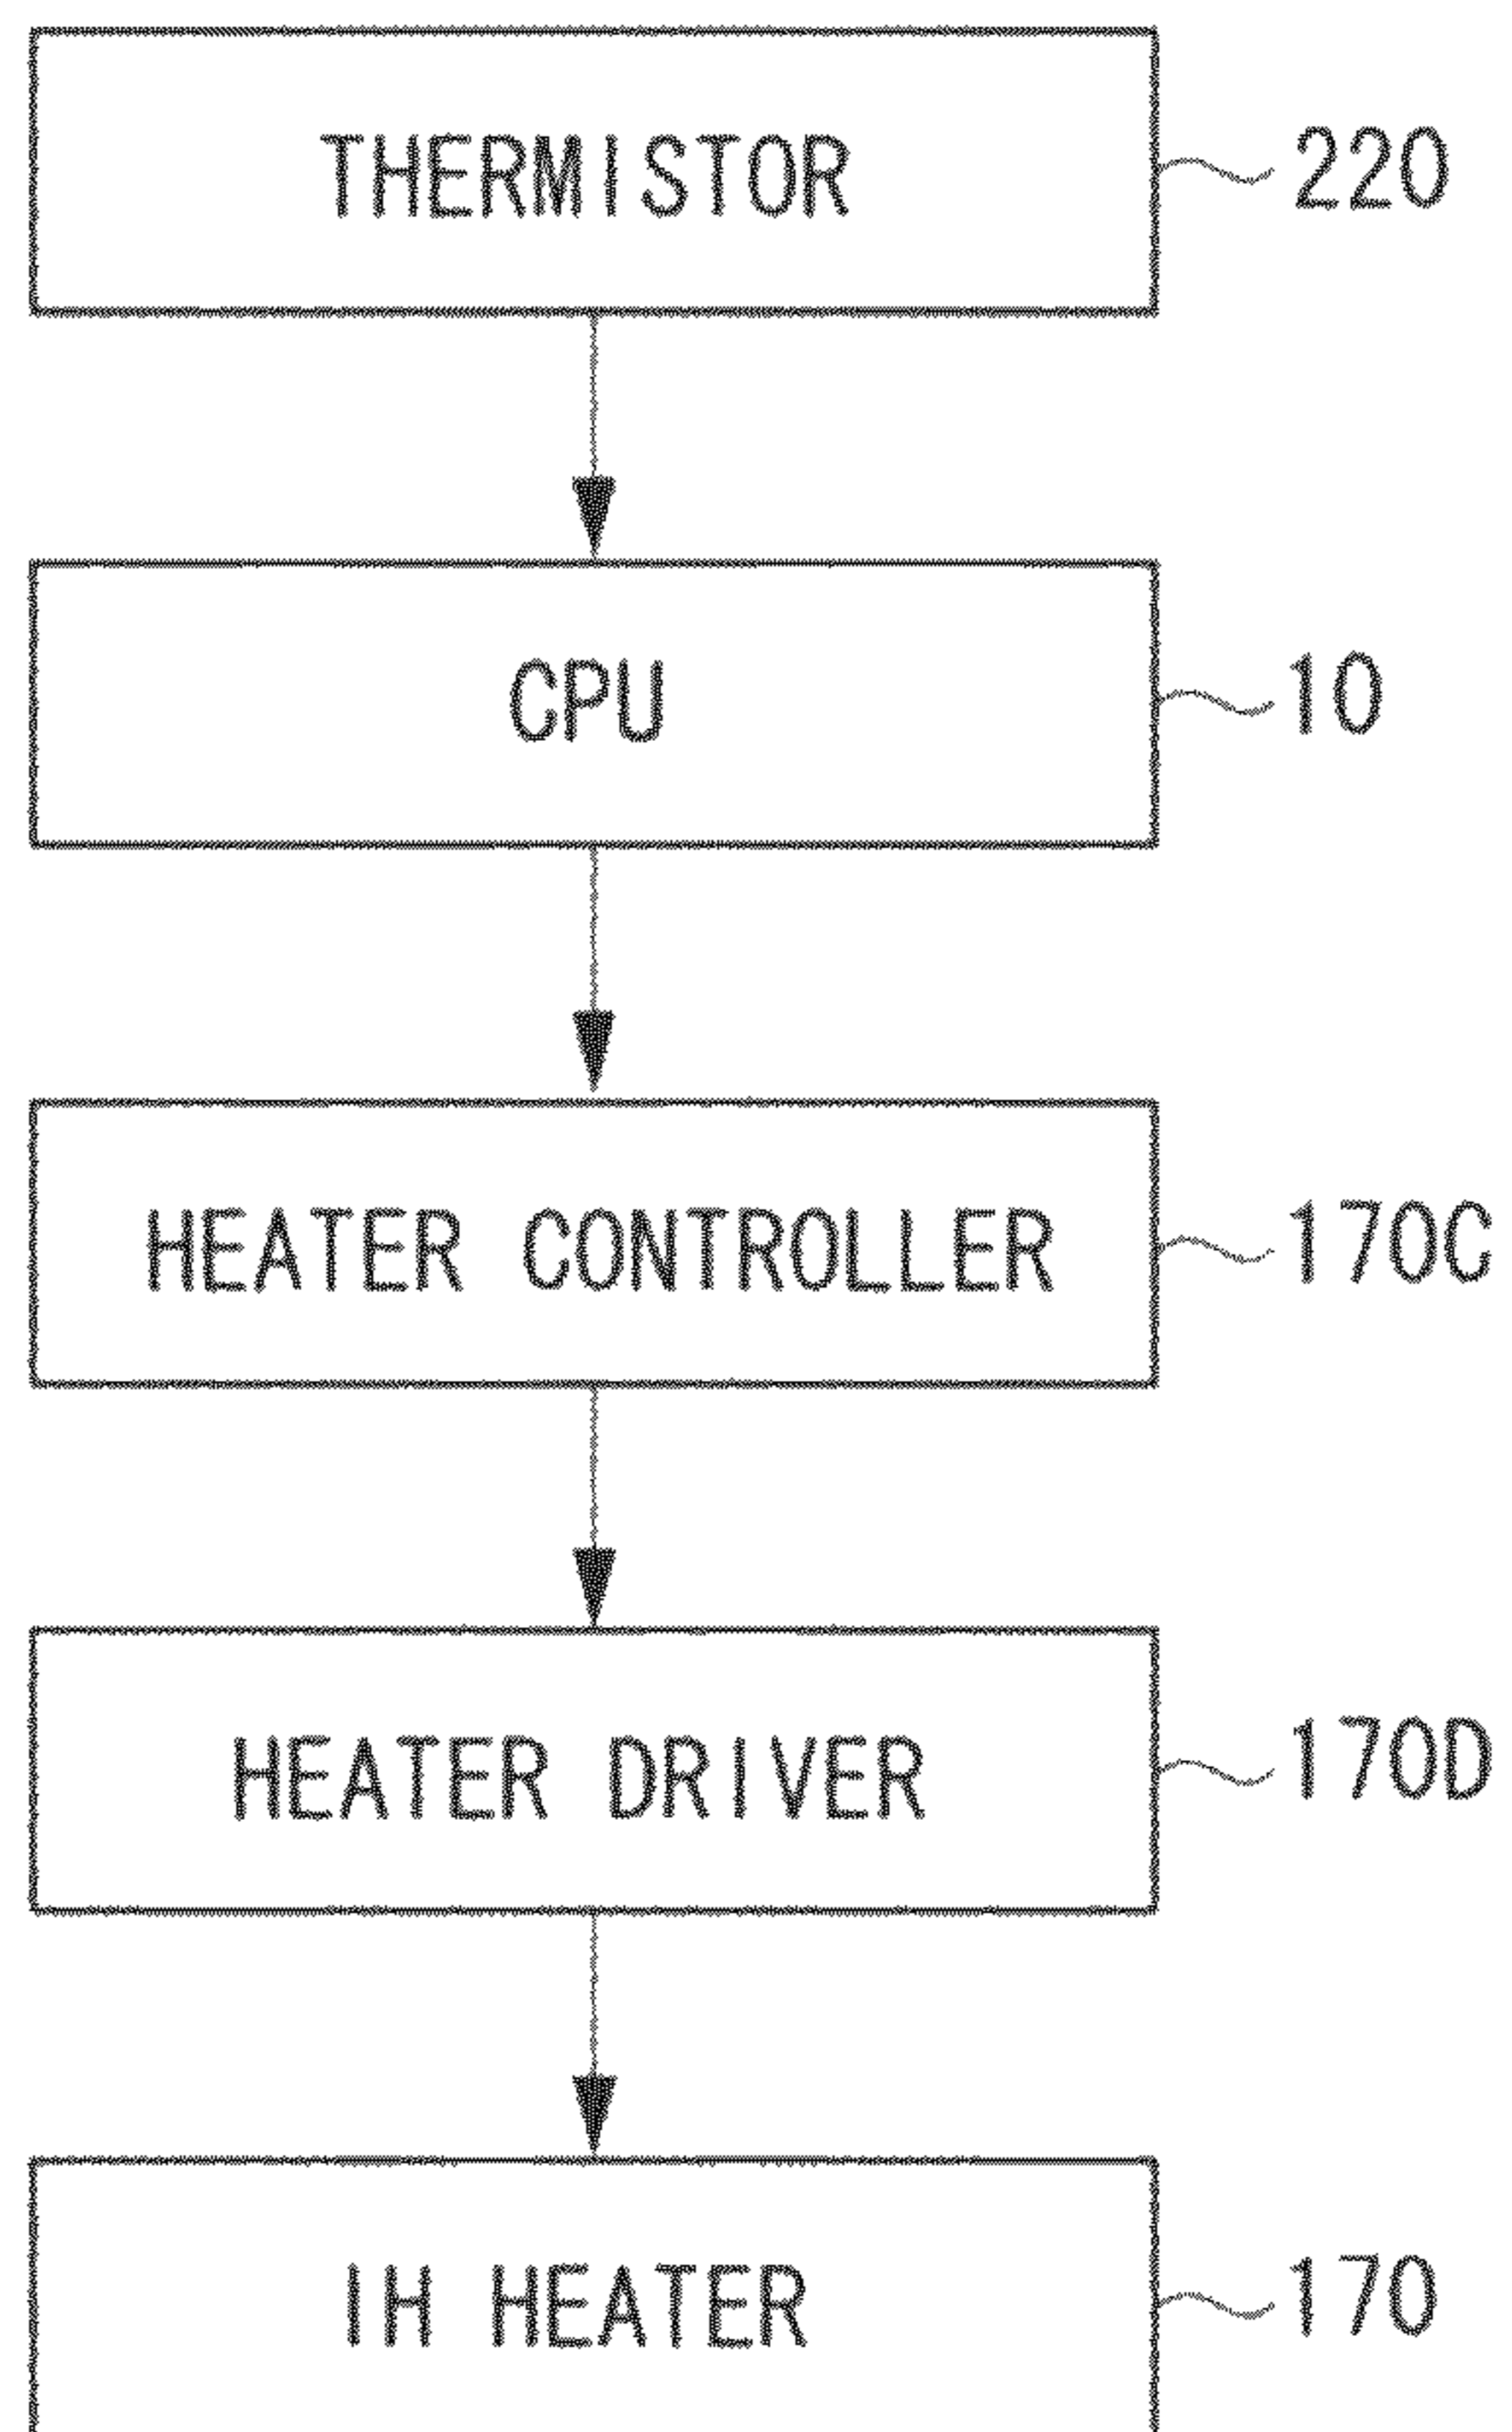 THERMISTOR 220
CPU 10
HEATER CONTROLLER 170C
HEATER DRIVER 170D
IH HEATER 170